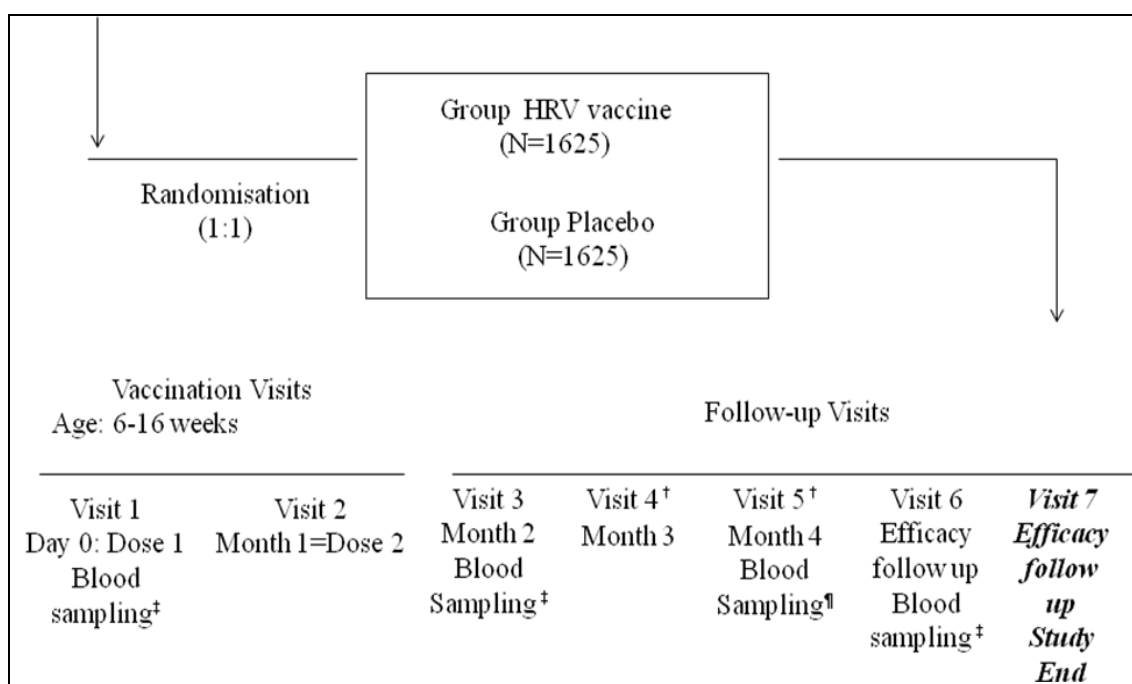 Group HRV vaccine
(N=1625)
Randomisation
(1:1)
Group Placebo
(N=1625)
Vaccination Visits
Age: 6-16 weeks
Follow-up Visits
Visit 1
Day 0: Dose 1
Blood
sampling‡
Visit 2
Month 1=Dose 2
Visit 3
Month 2
Blood
Sampling‡
Visit 4†
Month 3
Visit 5†
Month 4
Blood
Sampling¶
Visit 6
Efficacy
follow up
Blood
sampling‡
Visit 7
Efficacy
follow
up
Study
End